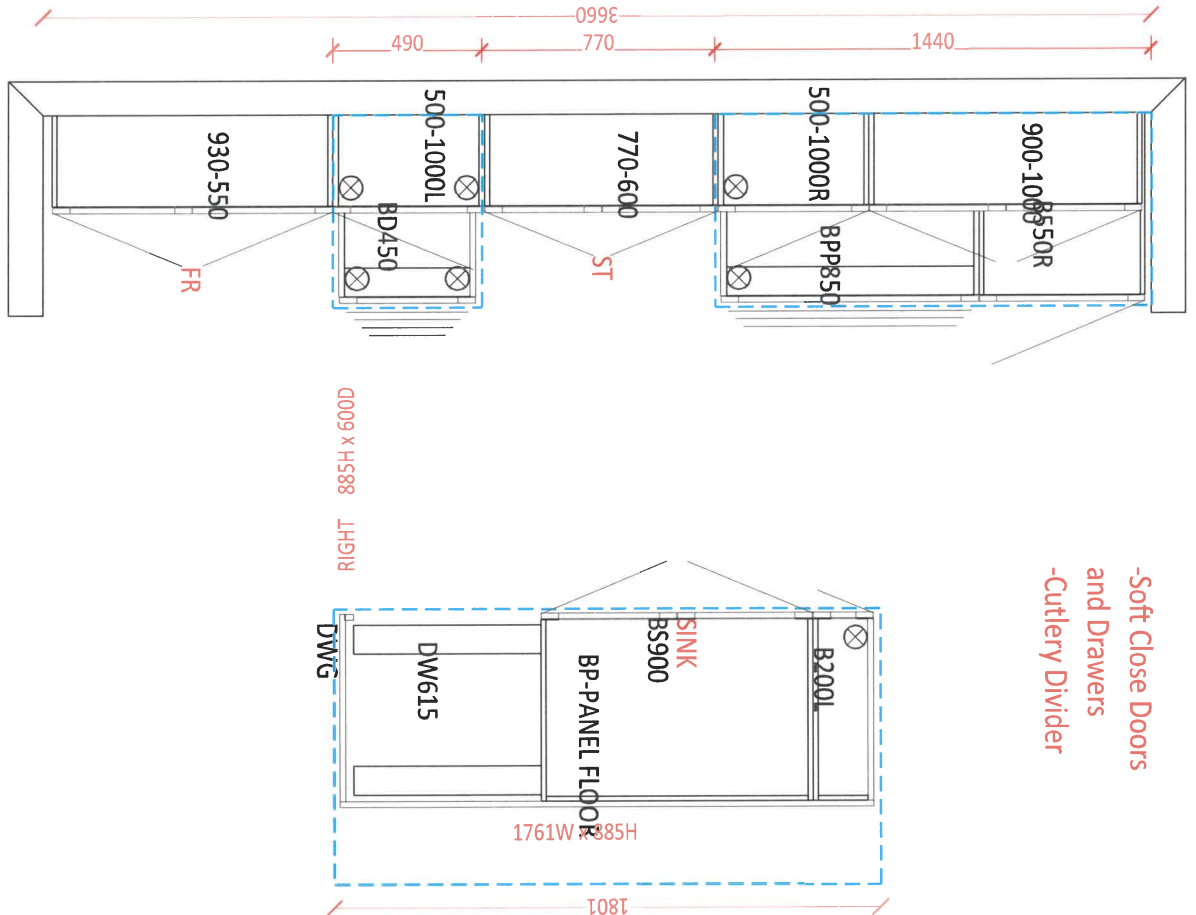 3660
490
770
1440
930-550
500-1000L
770-600
500-1000R
900-1000
BD450
BPP850
B550R
FR
ST
RIGHT 885H x 600D
-Soft Close Doors
and Drawers
-Cutlery Divider
DWG
DW615
BP-PANEL FLOOR
SINK
BS900
B200L
1761W x 885H
1801